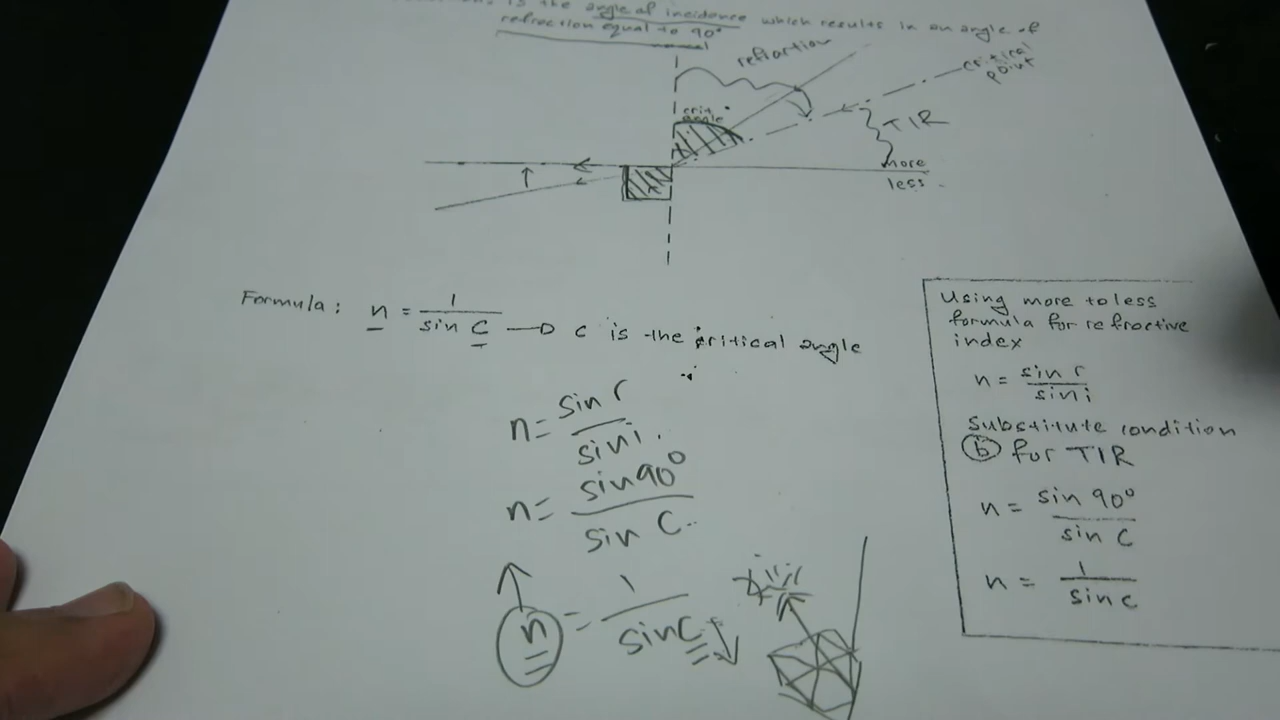 is the angle of incidence which results in an angle of
refraction equal to 90°
refraction
critical
point
crit
angle
TIR
more
less
Formula: n = 1 / sin C → C is the critical angle
Using more to less
formula for refractive
index
n = sin r / sin i
Substitute condition
(b) for TIR
n = sin 90° / sin C
n = 1 / sin c
n = sin r / sin i
n = sin 90° / sin C
n = 1 / sin C